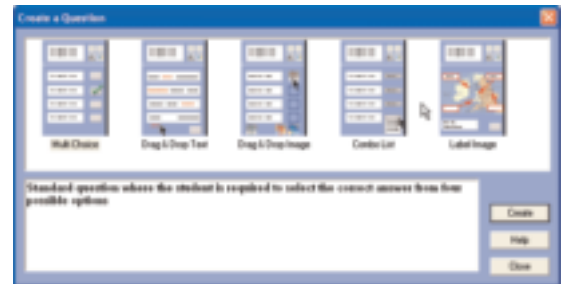 Create a Question
Multi Choice
Drag & Drop Text
Drag & Drop Image
Combo List
Label Image
Standard question where the student is required to select the correct answer from four
possible options
Create
Help
Close